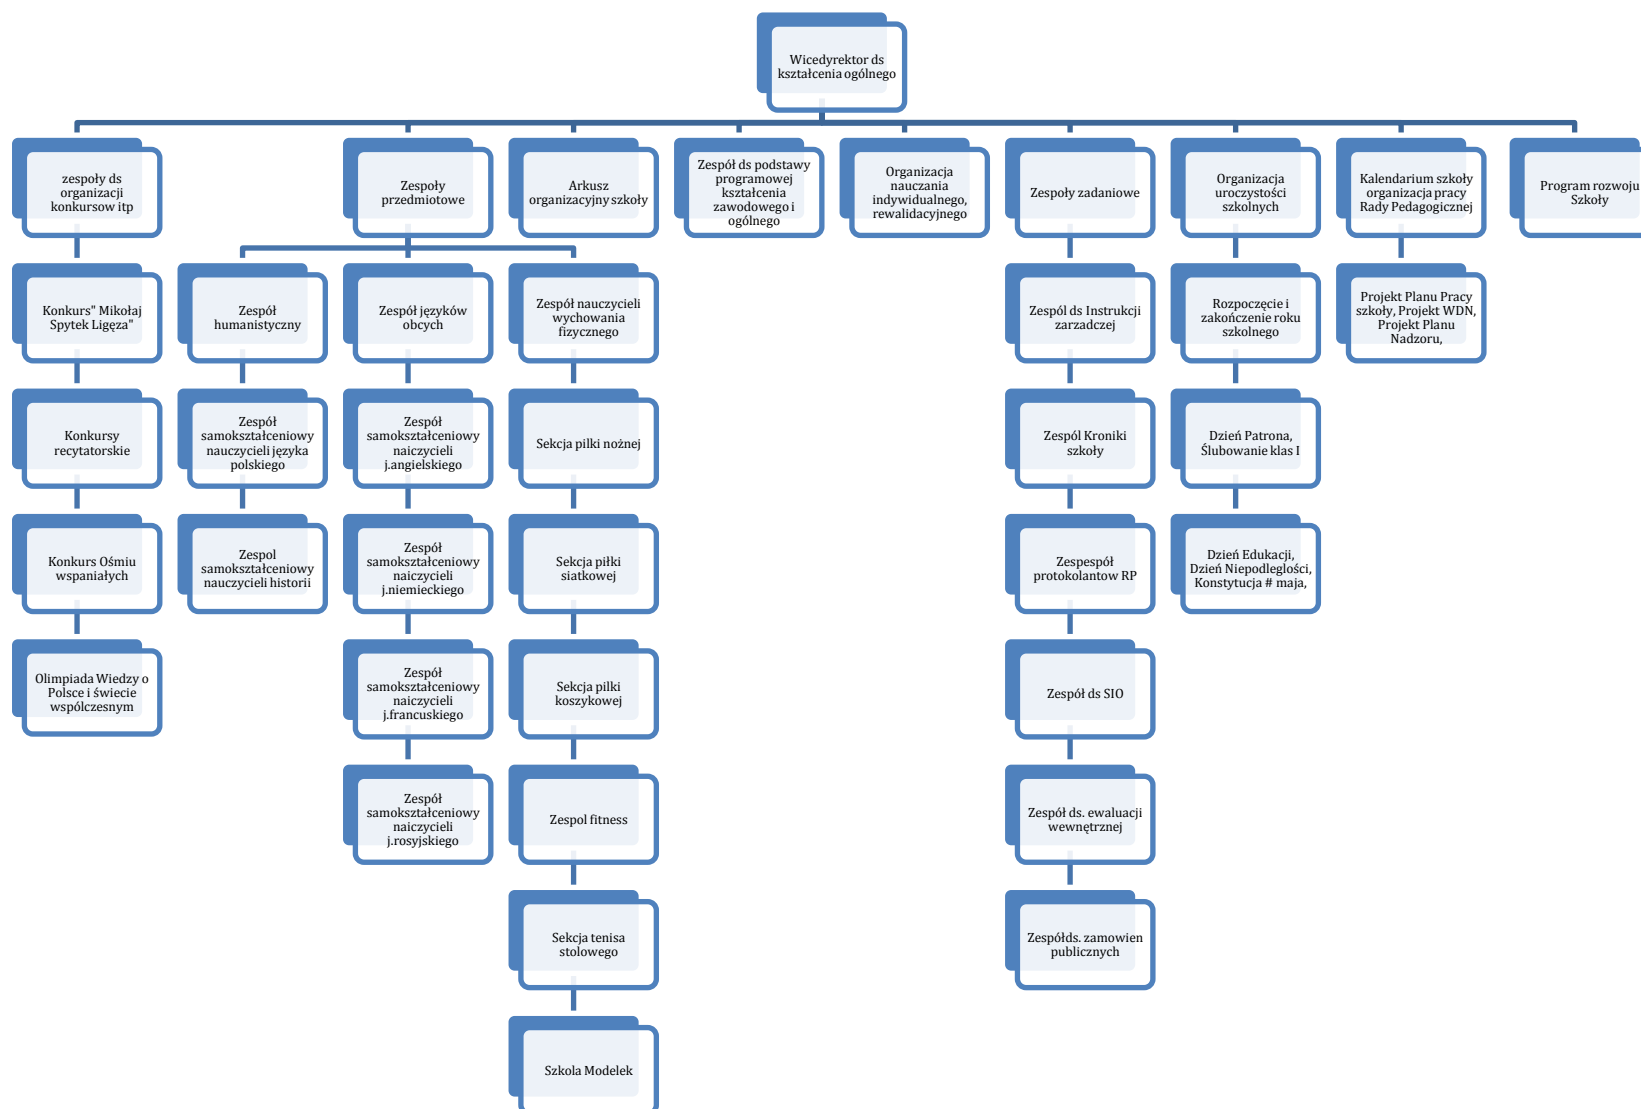 Wicedyrektor ds
kształcenia ogólnego
zespoły ds
organizacji
konkursow itp
Zespoły
przedmiotowe
Arkusz
organizacyjny szkoły
Zespół ds podstawy
programowej
kształcenia
zawodowego i
ogólnego
Organizacja
nauczania
indywidualnego,
rewalidacyjnego
Zespoły zadaniowe
Organizacja
uroczystości
szkolnych
Kalendarium szkoły
organizacja pracy
Rady Pedagogicznej
Program rozwoju
Szkoły
Konkurs" Mikołaj
Spytek Ligęza"
Zespół
humanistyczny
Zespół języków
obcych
Zespół nauczycieli
wychowania
fizycznego
Zespól ds Instrukcji
zarzadczej
Rozpoczęcie i
zakończenie roku
szkolnego
Projekt Planu Pracy
szkoły, Projekt WDN,
Projekt Planu
Nadzoru,
Konkursy
recytatorskie
Zespół
samokształceniowy
nauczycieli języka
polskiego
Zespół
samokształceniowy
naiczycieli
j.angielskiego
Sekcja pilki nożnej
Zespól Kroniki
szkoły
Dzień Patrona,
Ślubowanie klas I
Konkurs Ośmiu
wspaniałych
Zespol
samokształceniowy
nauczycieli historii
Zespół
samokształceniowy
naiczycieli
j.niemieckiego
Sekcja piłki
siatkowej
Zespespół
protokolantow RP
Dzień Edukacji,
Dzień Niepodleglości,
Konstytucja # maja,
Olimpiada Wiedzy o
Polsce i świecie
wspólczesnym
Zespół
samokształceniowy
naiczycieli
j.francuskiego
Sekcja pilki
koszykowej
Zespół ds SIO
Zespół
samokształceniowy
naiczycieli
j.rosyjskiego
Zespol fitness
Zespół ds. ewaluacji
wewnętrznej
Sekcja tenisa
stolowego
Zespółds. zamowien
publicznych
Szkola Modelek